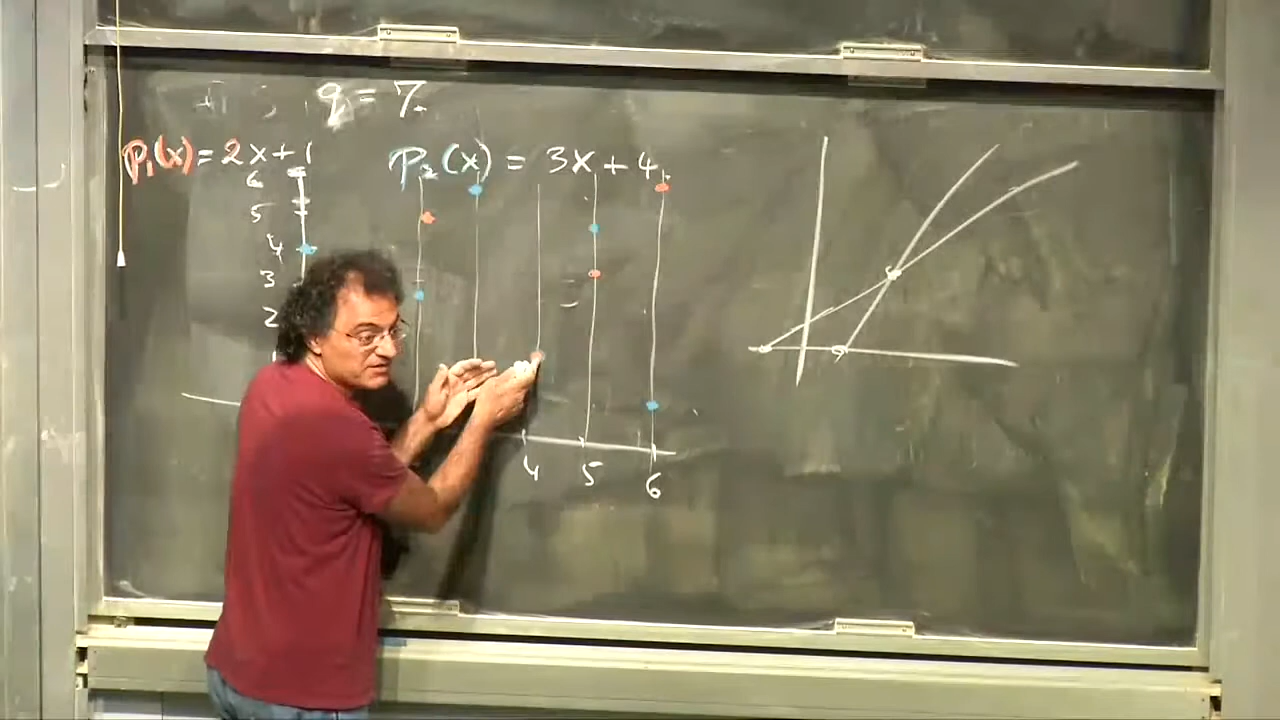 q = 7
p₁(x) = 2x+1
p₂(x) = 3x + 4
6
5
4
3
2
4 5 6